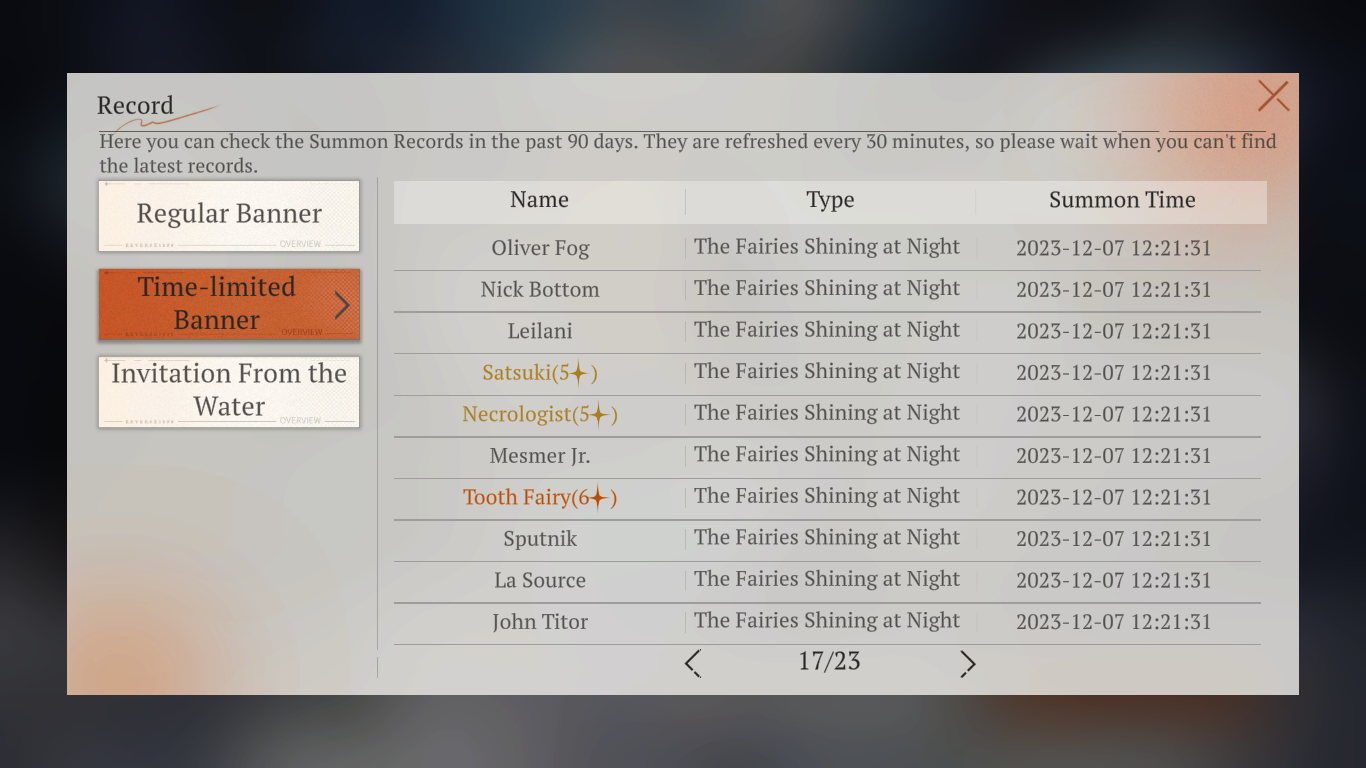 Record
Here you can check the Summon Records in the past 90 days. They are refreshed every 30 minutes, so please wait when you can't find
the latest records.
Regular Banner
OVERVIEW
Time-limited
Banner
OVERVIEW
Invitation From the
Water
OVERVIEW
Name Type Summon Time
Oliver Fog The Fairies Shining at Night 2023-12-07 12:21:31
Nick Bottom The Fairies Shining at Night 2023-12-07 12:21:31
Leilani The Fairies Shining at Night 2023-12-07 12:21:31
Satsuki(5✦) The Fairies Shining at Night 2023-12-07 12:21:31
Necrologist(5✦) The Fairies Shining at Night 2023-12-07 12:21:31
Mesmer Jr. The Fairies Shining at Night 2023-12-07 12:21:31
Tooth Fairy(6✦) The Fairies Shining at Night 2023-12-07 12:21:31
Sputnik The Fairies Shining at Night 2023-12-07 12:21:31
La Source The Fairies Shining at Night 2023-12-07 12:21:31
John Titor The Fairies Shining at Night 2023-12-07 12:21:31
17/23